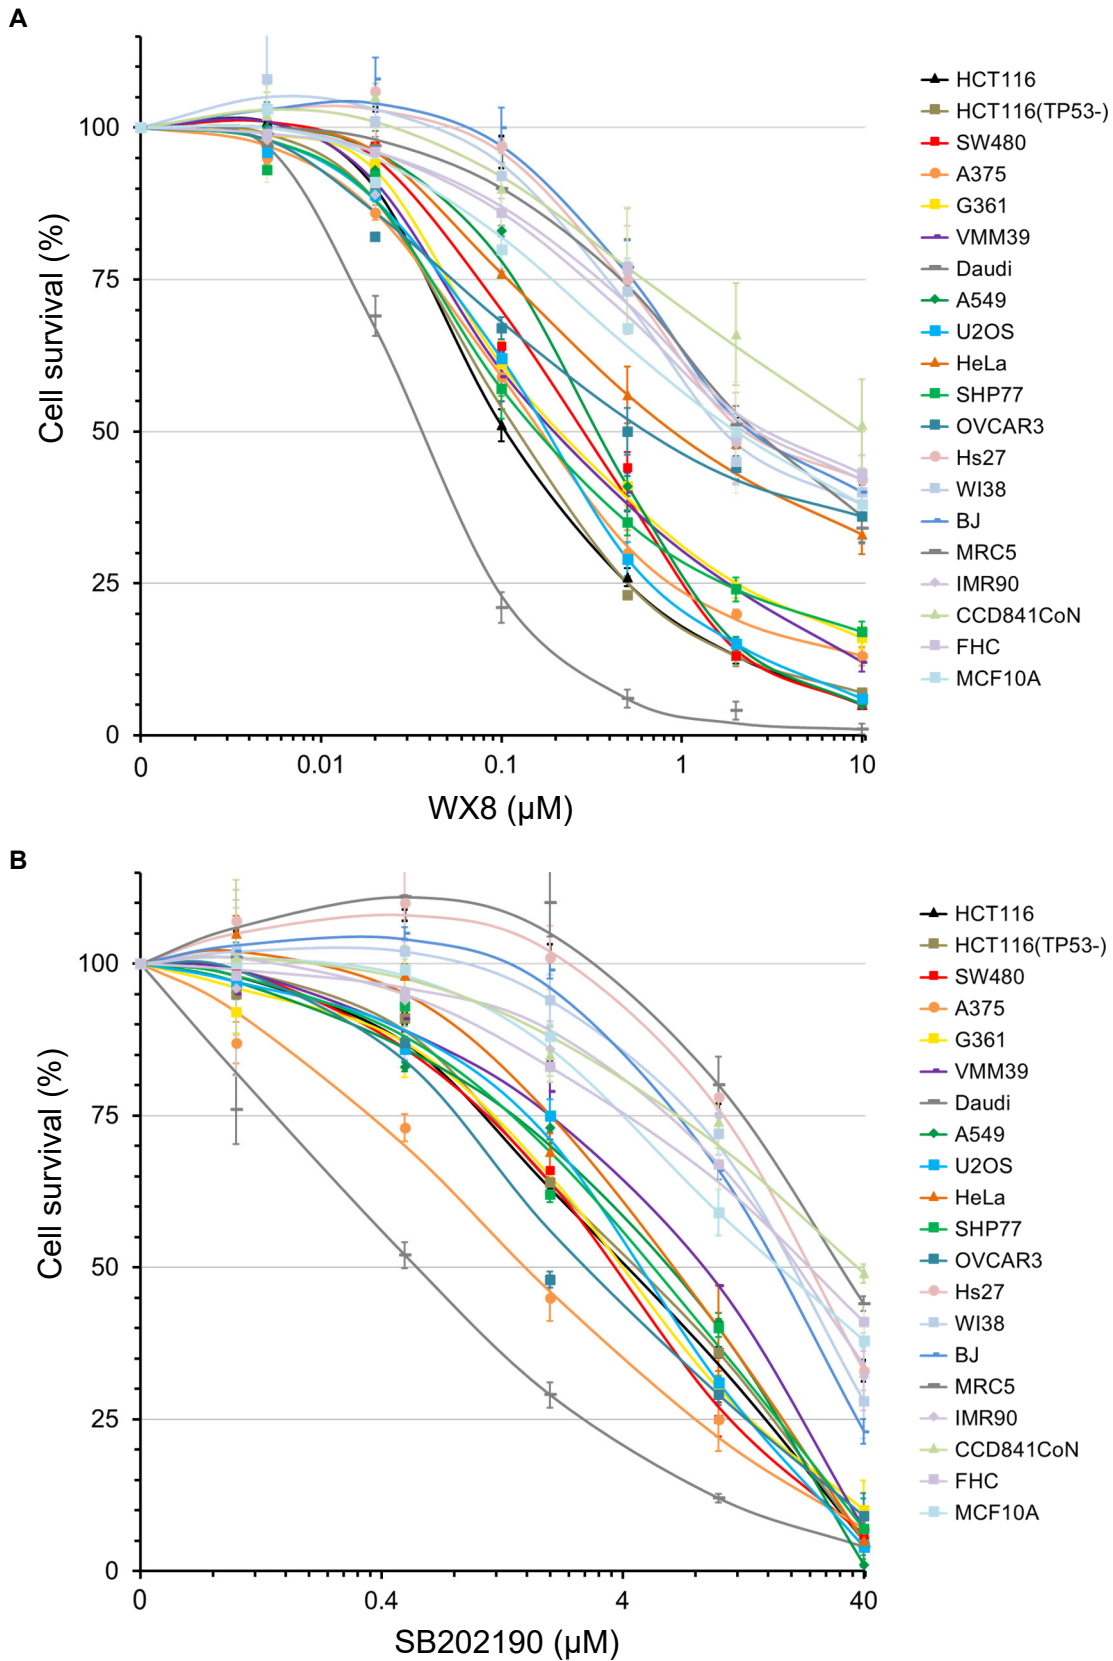 A
100
75
50
25
0
Cell survival (%)
0
0.01
0.1
1
10
WX8 (µM)
HCT116
HCT116(TP53-)
SW480
A375
G361
VMM39
Daudi
A549
U2OS
HeLa
SHP77
OVCAR3
Hs27
WI38
BJ
MRC5
IMR90
CCD841CoN
FHC
MCF10A
B
100
75
50
25
0
Cell survival (%)
0
0.4
4
40
SB202190 (µM)
HCT116
HCT116(TP53-)
SW480
A375
G361
VMM39
Daudi
A549
U2OS
HeLa
SHP77
OVCAR3
Hs27
WI38
BJ
MRC5
IMR90
CCD841CoN
FHC
MCF10A